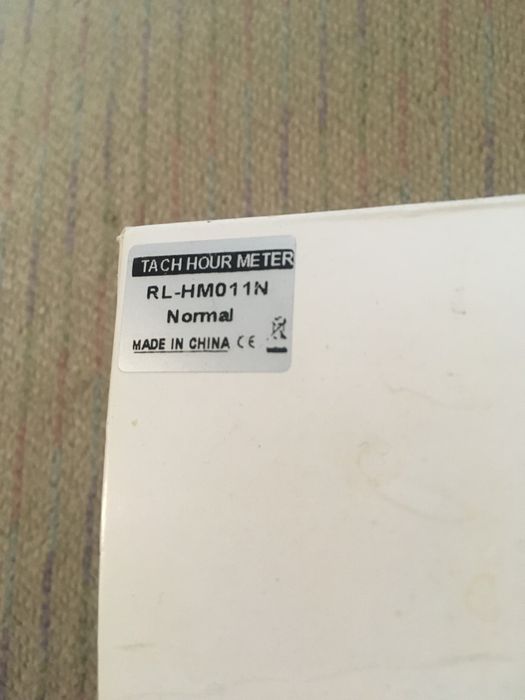 TACH HOUR METER
RL-HM011N
Normal
MADE IN CHINA CE